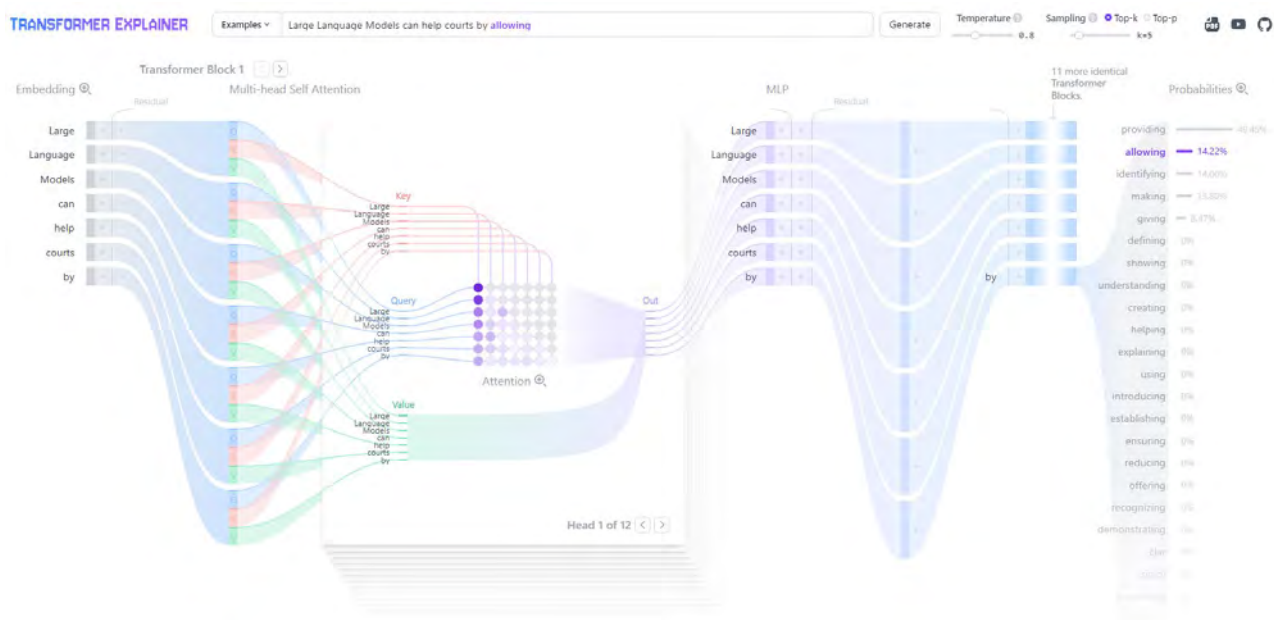 TRANSFORMER EXPLAINER
Examples
Large Language Models can help courts by allowing
Generate
Temperature
0.8
Sampling
Top-k
Top-p
k=5
Transformer Block 1
Embedding
Residual
Multi-head Self Attention
MLP
Residual
11 more identical
Transformer
Blocks.
Probabilities
Large
Language
Models
can
help
courts
by
Key
Large
Language
Models
can
help
courts
by
Query
Large
Language
Models
can
help
courts
by
Value
Large
Language
Models
can
help
courts
by
Attention
Out
Head 1 of 12
Large
Language
Models
can
help
courts
by
by
providing
allowing 14.22%
identifying
making
giving 8.47%
defining 0%
showing 0%
understanding 0%
creating 0%
helping 0%
explaining 0%
using 0%
introducing 0%
establishing 0%
ensuring 0%
reducing 0%
offering 0%
recognizing 0%
demonstrating 0%